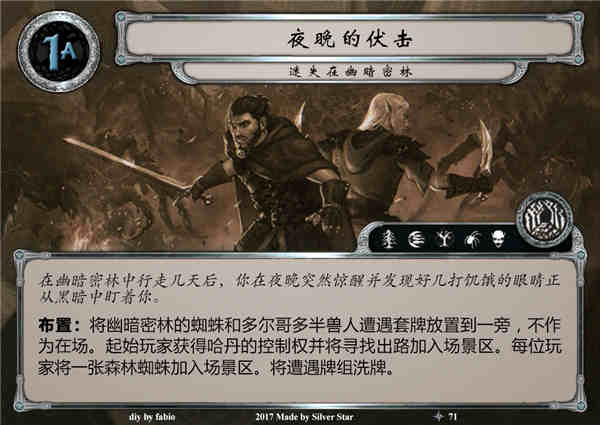 1A
夜晚的伏击
迷失在幽暗密林
在幽暗密林中行走几天后，你在夜晚突然惊醒并发现好几打饥饿的眼睛正
从黑暗中盯着你。
布置：将幽暗密林的蜘蛛和多尔哥多半兽人遭遇套牌放置到一旁，不作
为在场。起始玩家获得哈丹的控制权并将寻找出路加入场景区。每位玩
家将一张森林蜘蛛加入场景区。将遭遇牌组洗牌。
diy by fabio 2017 Made by Silver Star 71